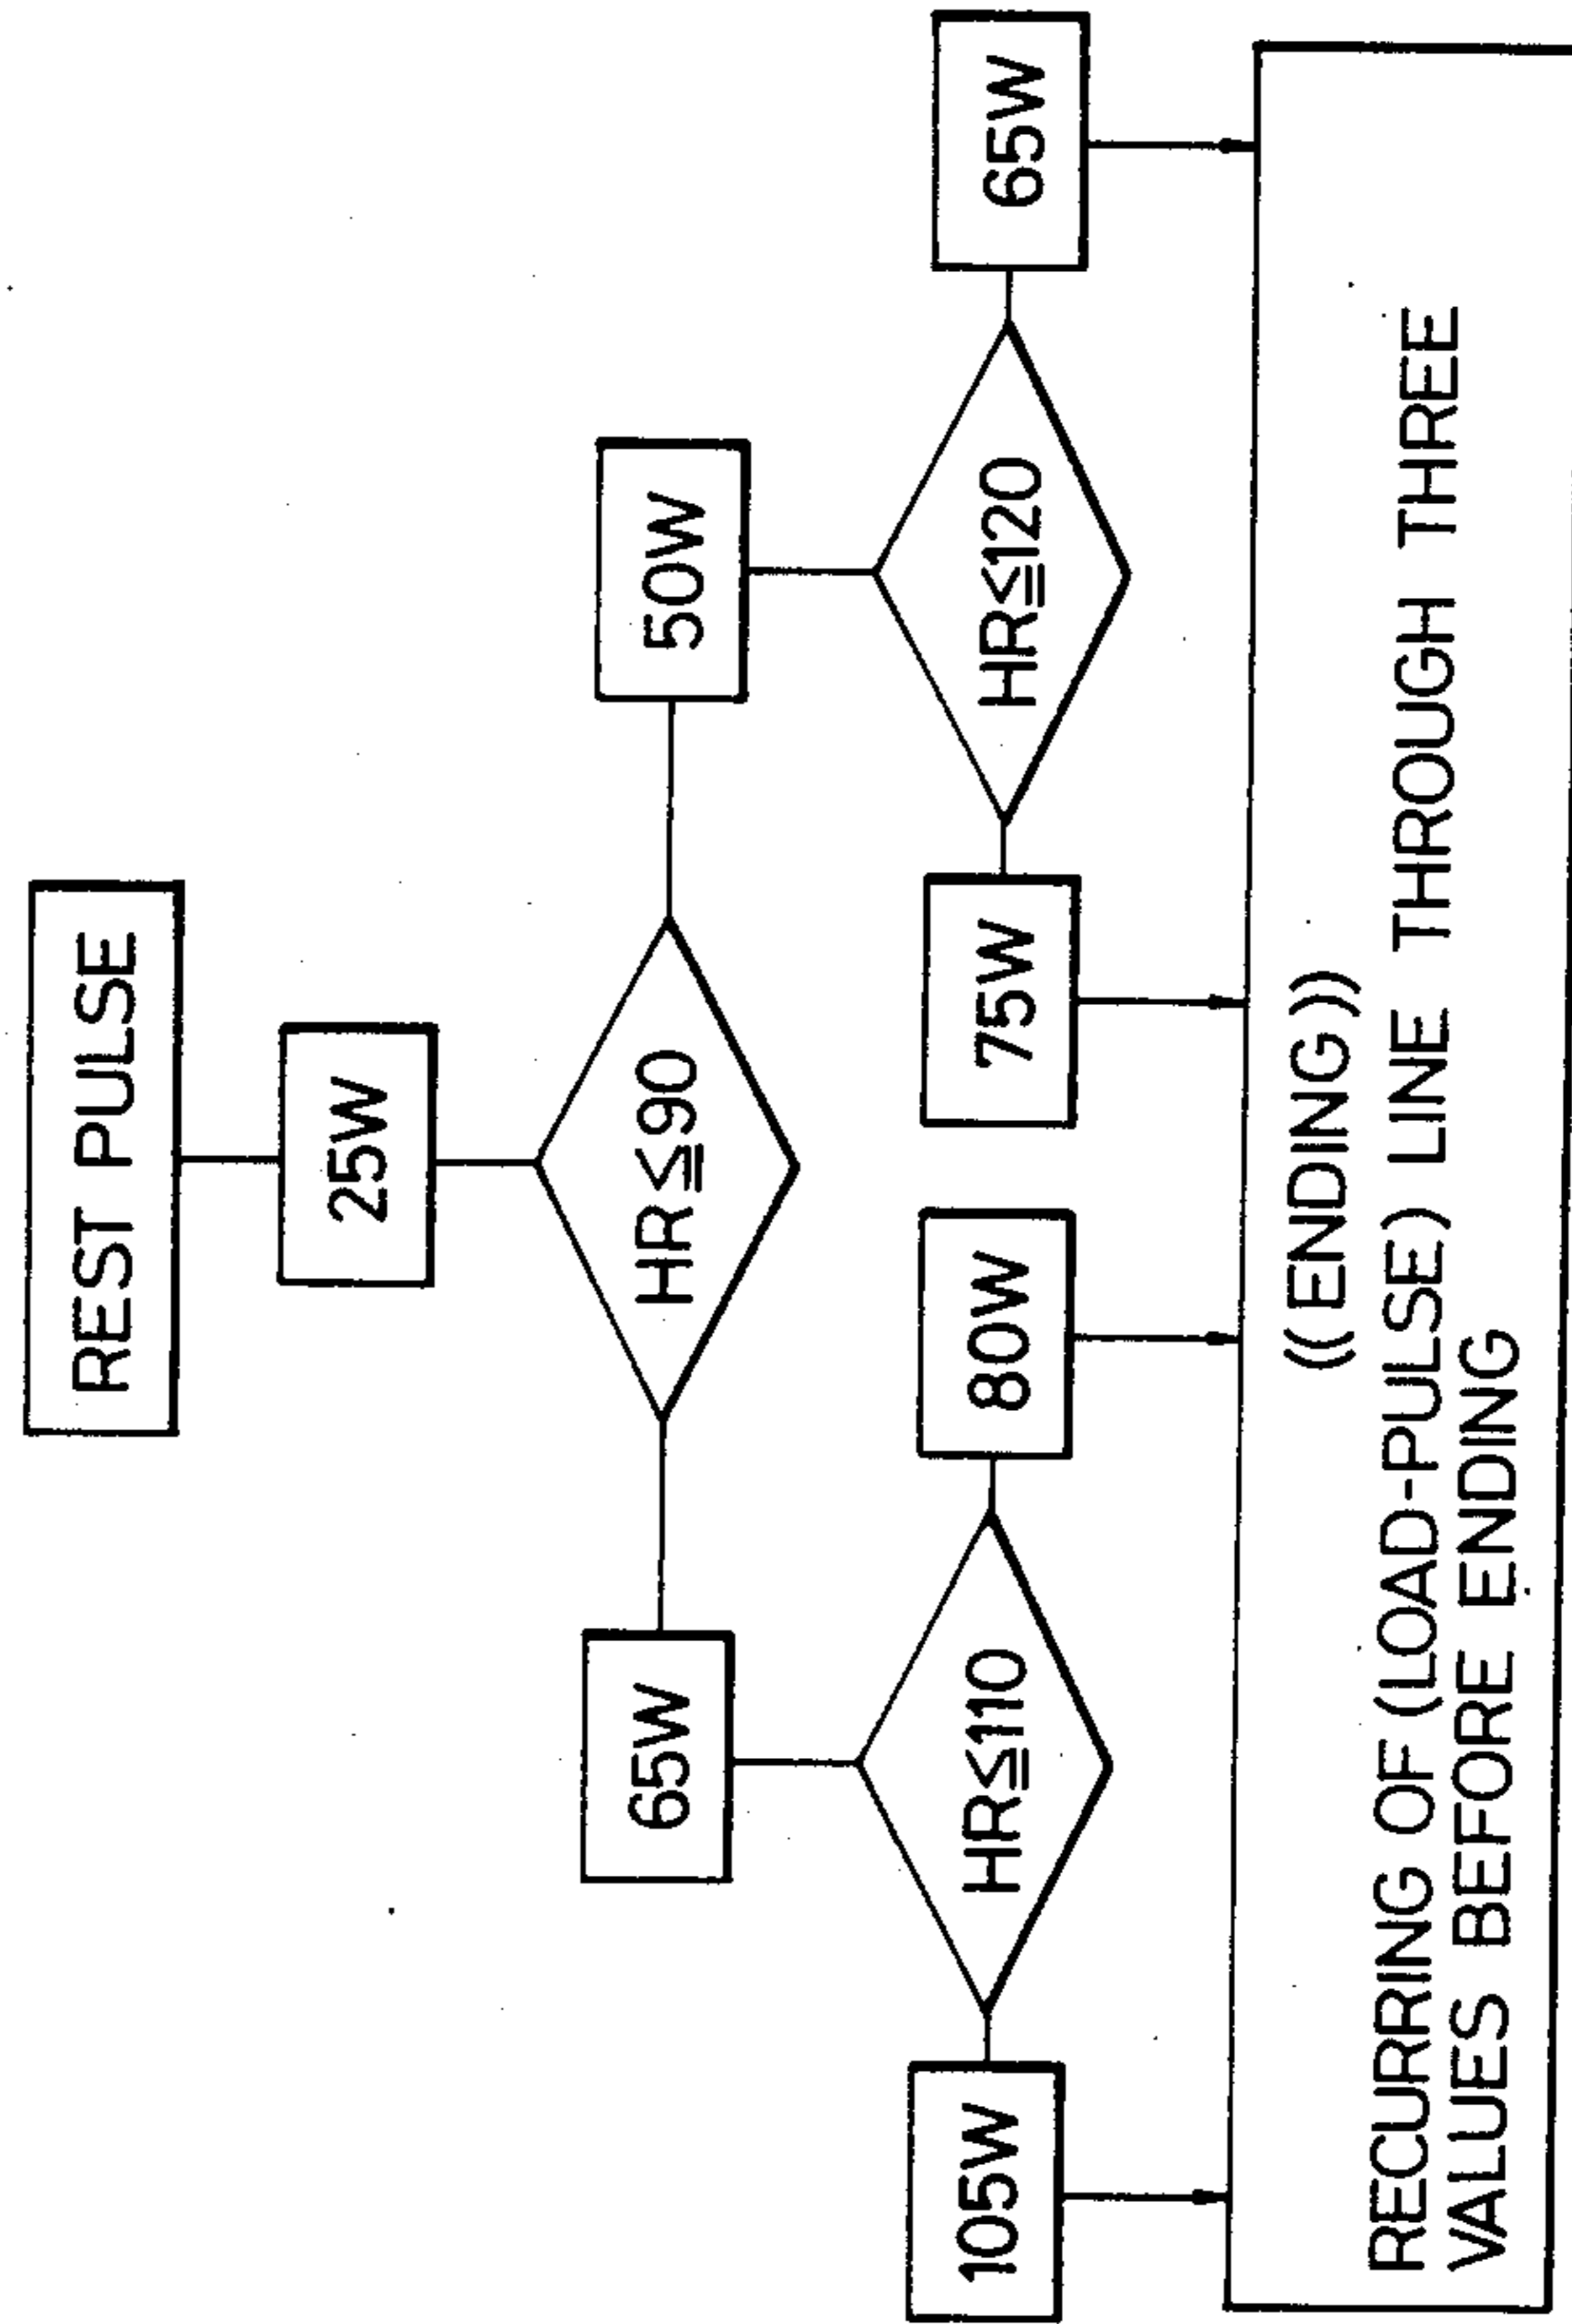 REST PULSE
25W
HR≦90
65W
50W
HR≦110
HR≦120
105W
80W
75W
65W
((ENDING))
RECURRING OF (LOAD-PULSE) LINE THROUGH THREE
VALUES BEFORE ENDING